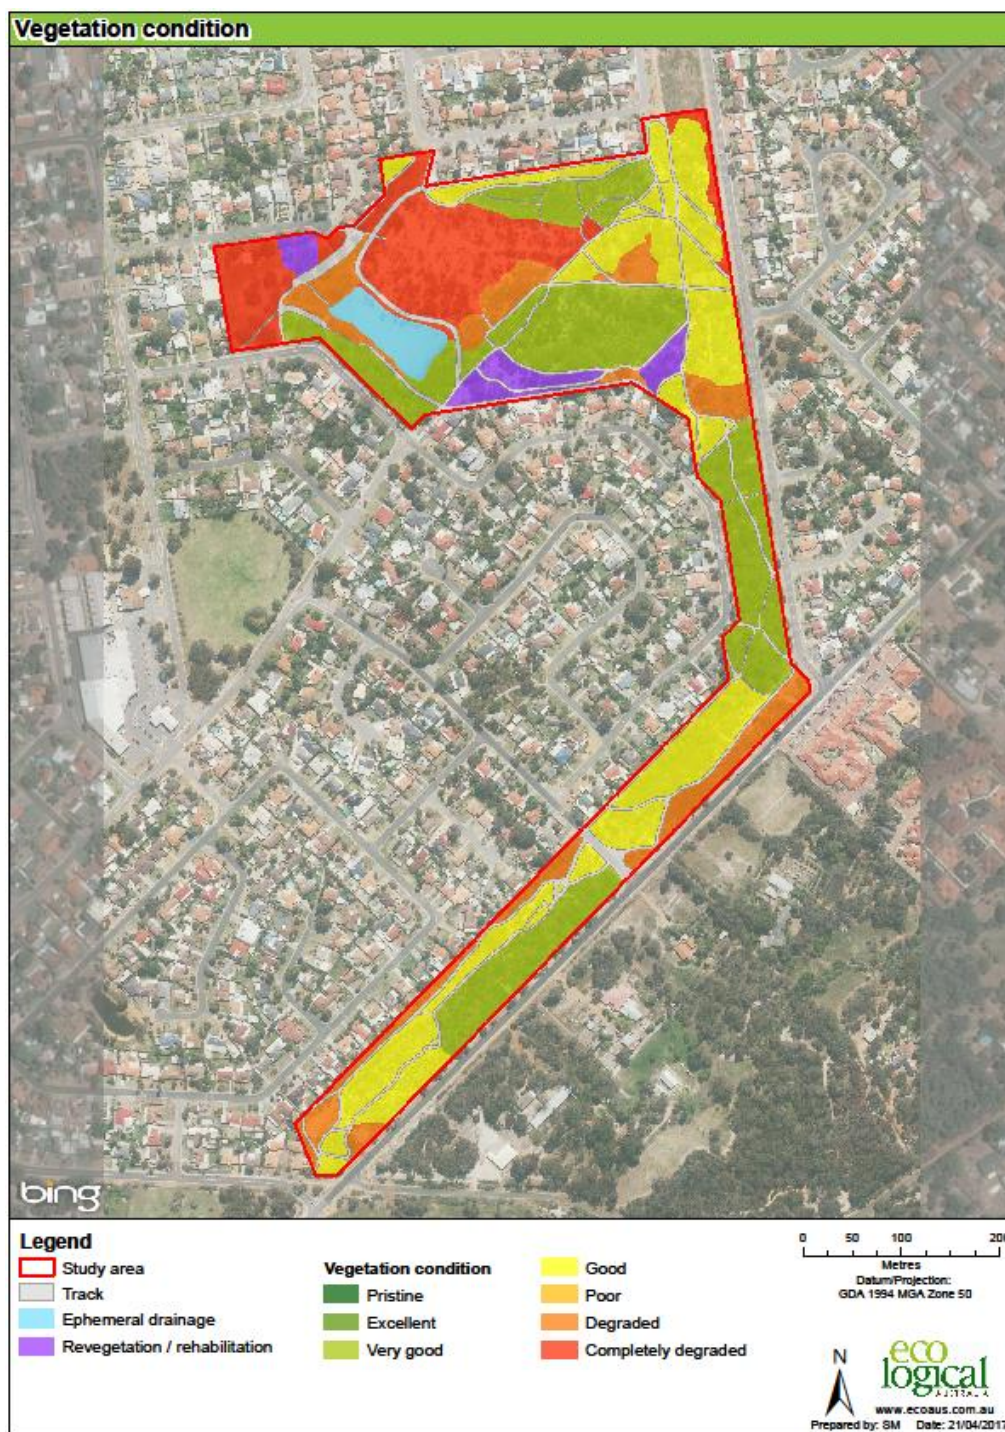 Vegetation condition
bing
Legend
Study area
Track
Ephemeral drainage
Revegetation / rehabilitation
Vegetation condition
Pristine
Excellent
Very good
Good
Poor
Degraded
Completely degraded
0 50 100 200
Metres
Datum/Projection:
GDA 1994 MGA Zone 50
N
eco
logical
AUSTRALIA
www.ecoaus.com.au
Prepared by: SM Date: 21/04/2017